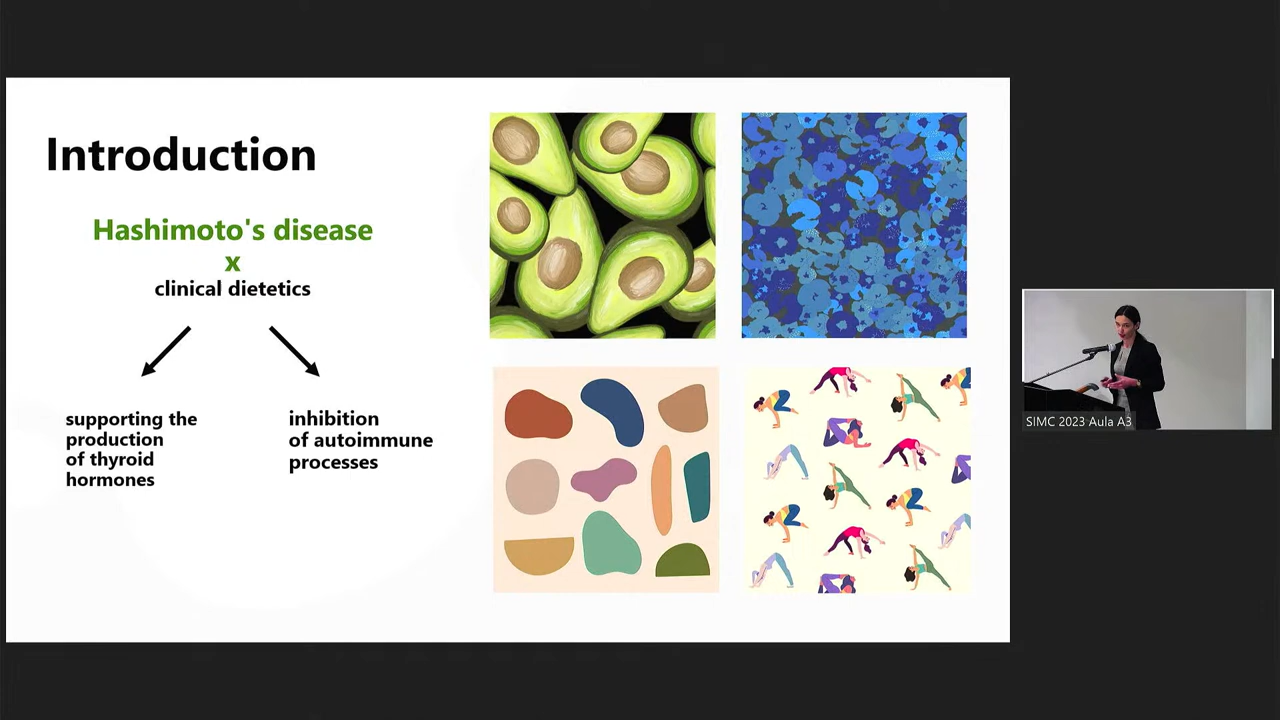 Introduction
Hashimoto's disease
x
clinical dietetics
supporting the
production
of thyroid
hormones
inhibition
of autoimmune
processes
SIMC 2023 Aula A3